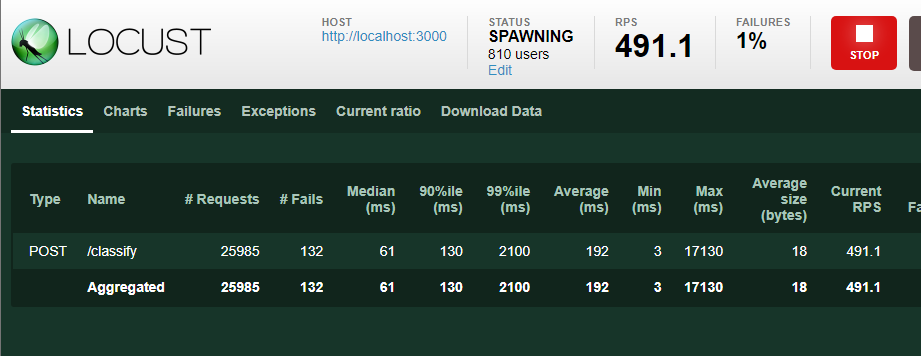 LOCUST
HOST
http://localhost:3000
STATUS
SPAWNING
810 users
Edit
RPS
491.1
FAILURES
1%
STOP
Statistics Charts Failures Exceptions Current ratio Download Data
Type Name # Requests # Fails Median (ms) 90%ile (ms) 99%ile (ms) Average (ms) Min (ms) Max (ms) Average size (bytes) Current RPS
POST /classify 25985 132 61 130 2100 192 3 17130 18 491.1
Aggregated 25985 132 61 130 2100 192 3 17130 18 491.1